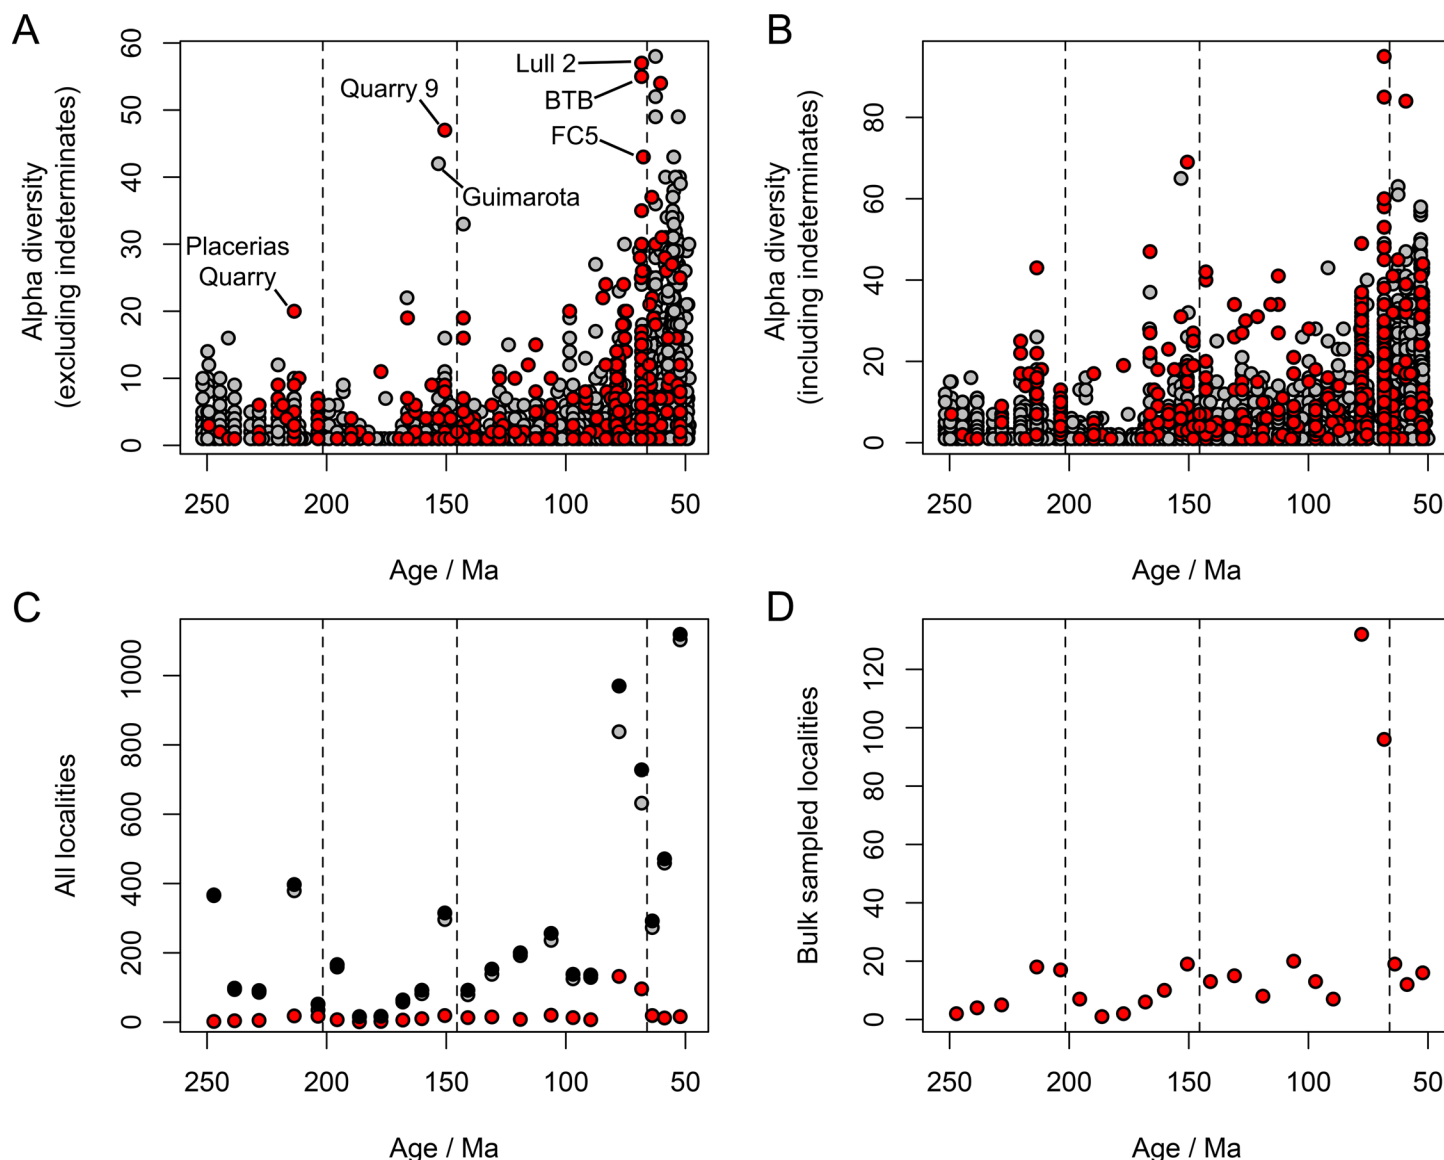 A
Alpha diversity
(excluding indeterminates)
60
50
40
30
20
10
0
Lull 2
BTB
FC5
Quarry 9
Guimarota
Placerias
Quarry
250
200
150
100
50
Age / Ma
B
Alpha diversity
(including indeterminates)
80
60
40
20
0
250
200
150
100
50
Age / Ma
C
All localities
1000
800
600
400
200
0
250
200
150
100
50
Age / Ma
D
Bulk sampled localities
120
100
80
60
40
20
0
250
200
150
100
50
Age / Ma